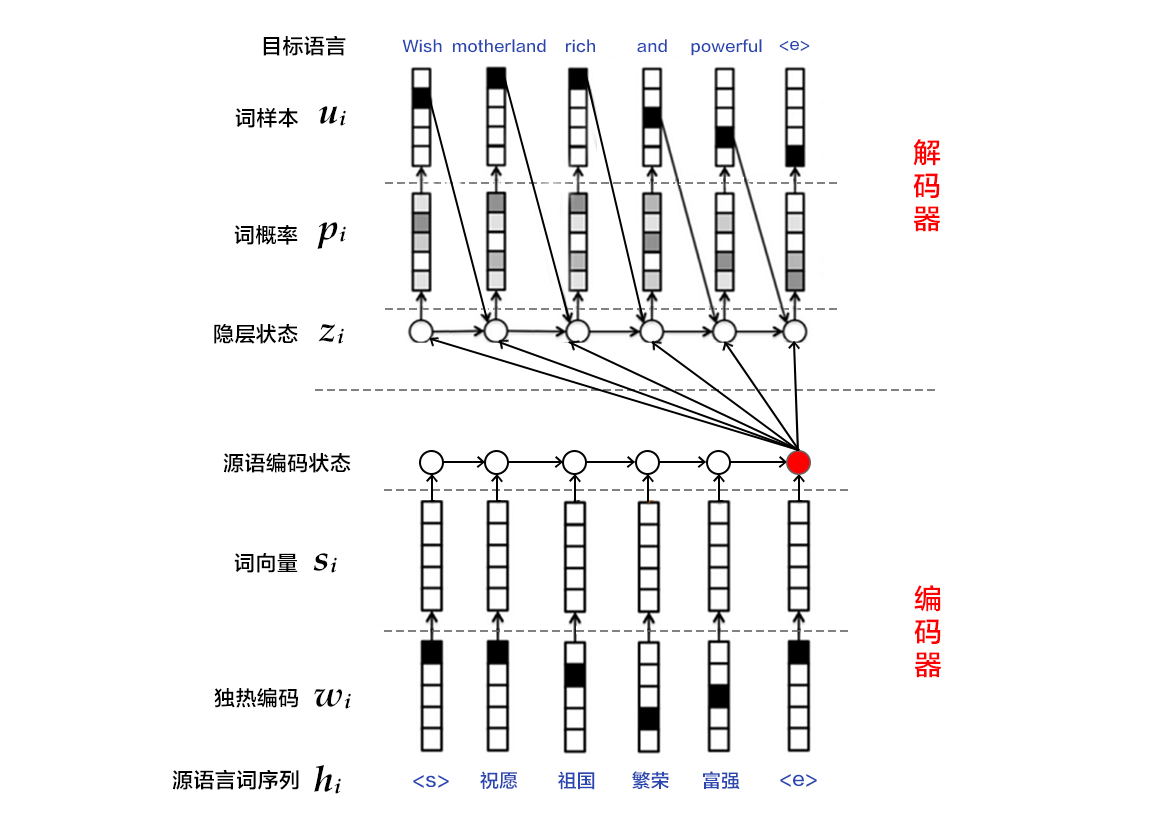 目标语言 Wish motherland rich and powerful <e>
词样本 u_i
解码器
词概率 p_i
隐层状态 z_i
源语编码状态
词向量 s_i
编码器
独热编码 w_i
源语言词序列 h_i <s> 祝愿 祖国 繁荣 富强 <e>